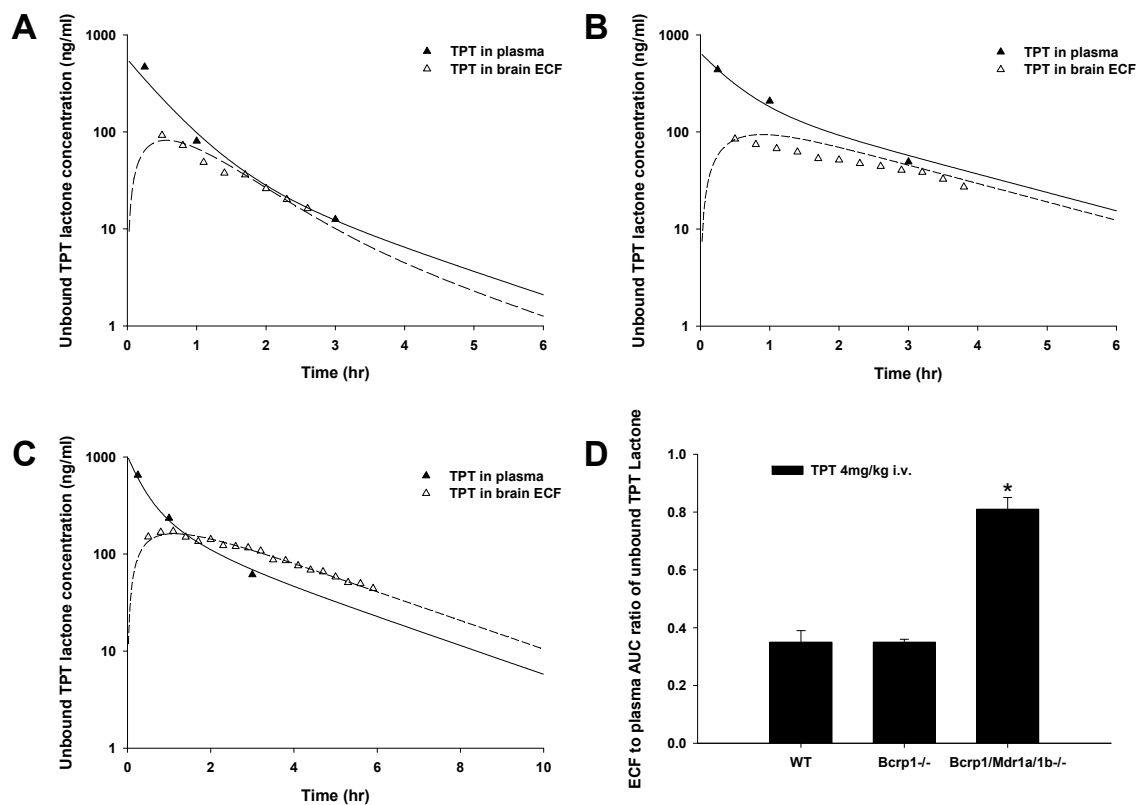 A
Unbound TPT lactone concentration (ng/ml)
1000
100
10
1
TPT in plasma
TPT in brain ECF
0 1 2 3 4 5 6
Time (hr)
B
Unbound TPT lactone concentration (ng/ml)
1000
100
10
1
TPT in plasma
TPT in brain ECF
0 1 2 3 4 5 6
Time (hr)
C
Unbound TPT lactone concentration (ng/ml)
1000
100
10
1
TPT in plasma
TPT in brain ECF
0 2 4 6 8 10
Time (hr)
D
ECF to plasma AUC ratio of unbound TPT Lactone
1.0
0.8
0.6
0.4
0.2
0.0
TPT 4mg/kg i.v.
*
WT Bcrp1-/- Bcrp1/Mdr1a/1b-/-